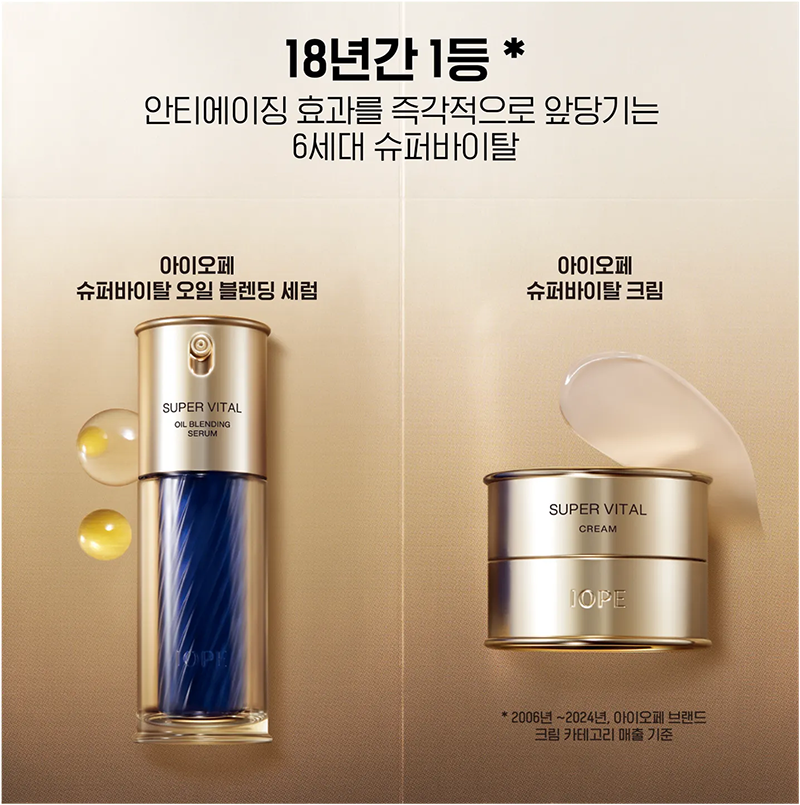 18년간 1등 *
안티에이징 효과를 즉각적으로 앞당기는
6세대 슈퍼바이탈
아이오페
슈퍼바이탈 오일 블렌딩 세럼
SUPER VITAL
OIL BLENDING
SERUM
IOPE
아이오페
슈퍼바이탈 크림
SUPER VITAL
CREAM
IOPE
* 2006년 ~2024년, 아이오페 브랜드
크림 카테고리 매출 기준